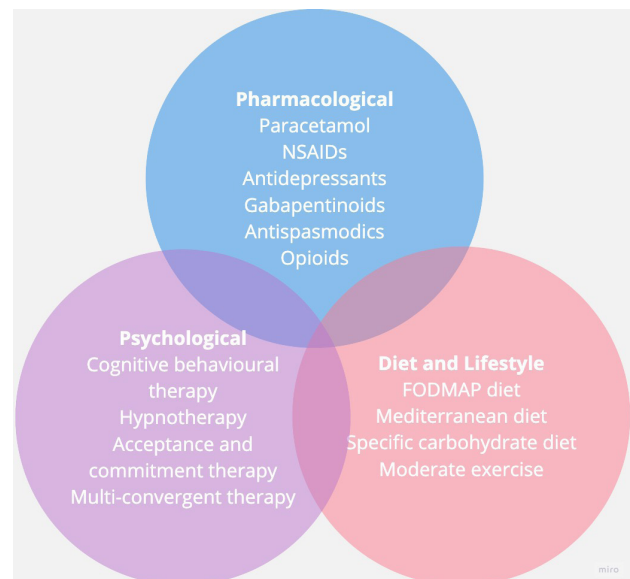 Pharmacological
Paracetamol
NSAIDs
Antidepressants
Gabapentinoids
Antispasmodics
Opioids
Psychological
Cognitive behavioural
therapy
Hypnotherapy
Acceptance and
commitment therapy
Multi-convergent therapy
Diet and Lifestyle
FODMAP diet
Mediterranean diet
Specific carbohydrate diet
Moderate exercise
miro